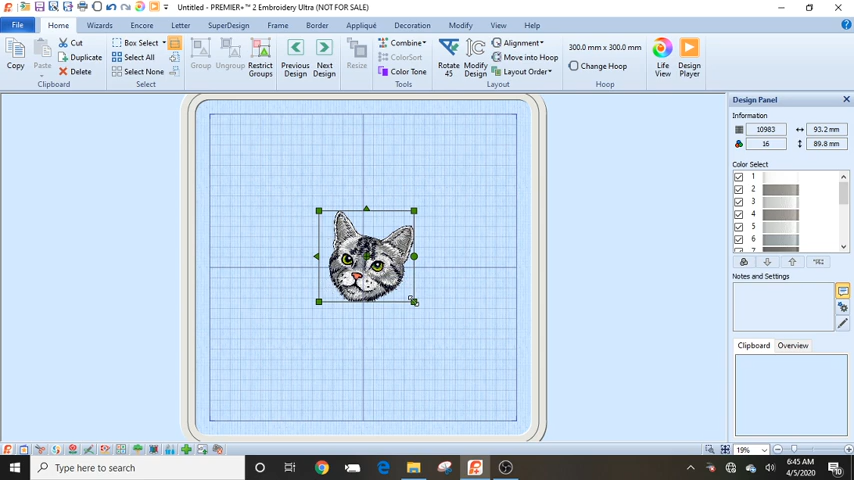 Untitled - PREMIER+™ 2 Embroidery Ultra (NOT FOR SALE)
File Home Wizards Encore Letter SuperDesign Frame Border Appliqué Decoration Modify View Help
Copy Paste Cut Duplicate Delete Clipboard
Box Select Select All Select None Group Ungroup Restrict Groups Select
Previous Design Next Design Design
Resize Combine ColorSort Color Tone Tools
Rotate 45 Modify Design Alignment Move into Hoop Layout Order Layout
300.0 mm x 300.0 mm Change Hoop Hoop
Life View Design Player
Design Panel
Information
10983 93.2 mm
16 89.8 mm
Color Select
1
2
3
4
5
6
7
Notes and Settings
Clipboard Overview
19%
Type here to search
6:45 AM
4/5/2020
10